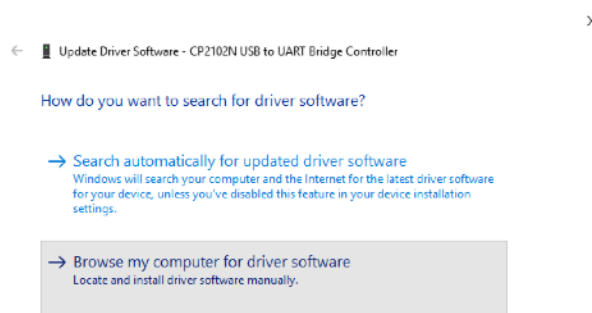 Update Driver Software - CP2102N USB to UART Bridge Controller
How do you want to search for driver software?
Search automatically for updated driver software
Windows will search your computer and the Internet for the latest driver software
for your device, unless you've disabled this feature in your device installation
settings.
Browse my computer for driver software
Locate and install driver software manually.